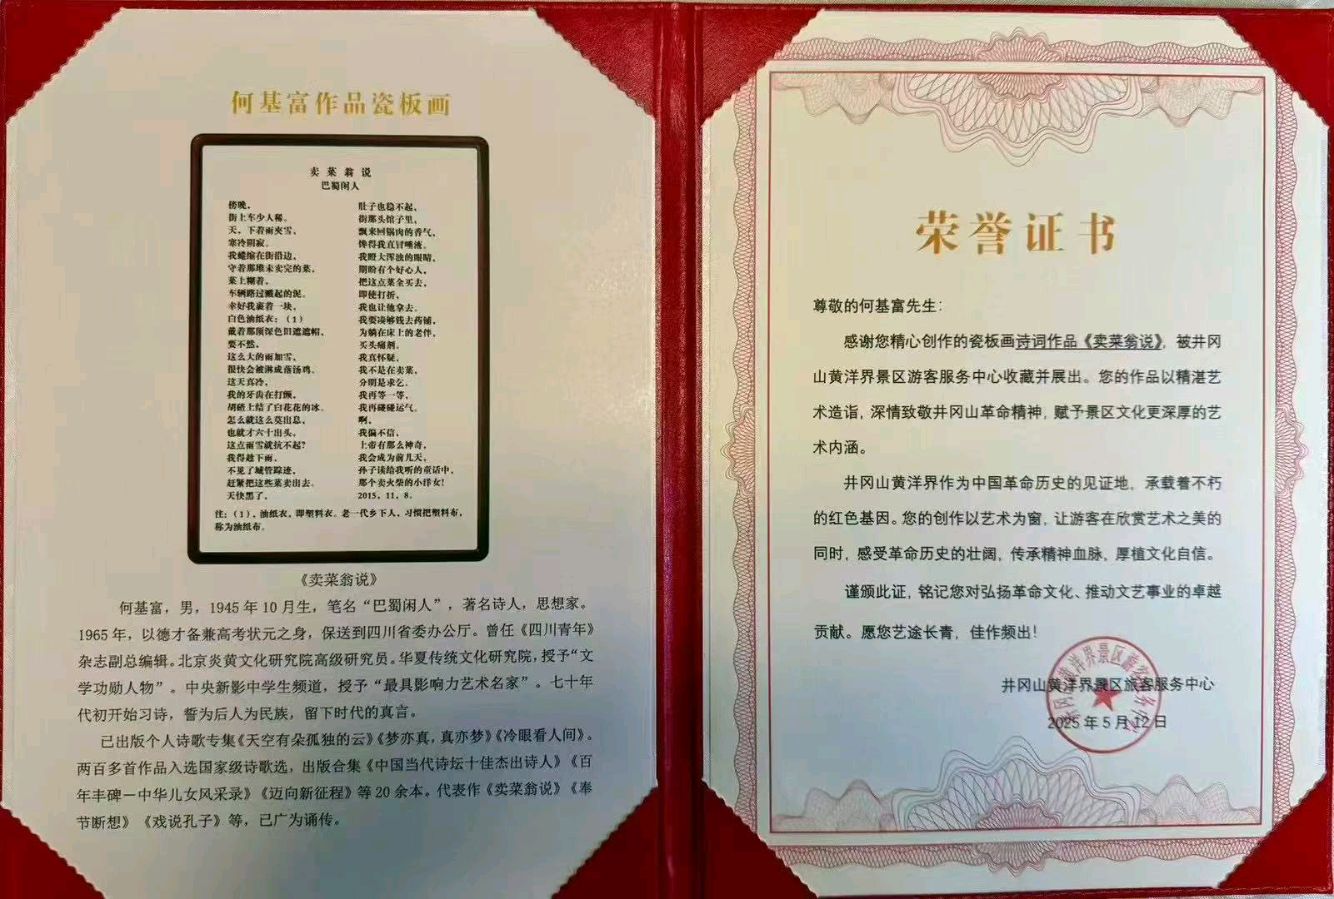 何基富作品瓷板画
卖菜翁说
巴蜀闲人
傍晚，
街上车少人稀。
天，下着雨夹雪，
寒冷阴寂。
我蜷缩在街沿边，
守着那堆未卖完的菜。
菜上糊着，
车辆路过溅起的泥。
幸好我裹着一块，
白色油纸衣；（1）
戴着那顶深色旧遮遮帽，
要不然，
这么大的雨加雪，
很快会被淋成落汤鸡。
这天真冷，
我的牙齿在打颤，
胡碴上结了白花花的冰。
怎么就这么莫出息，
也就才六十出头，
这点雨雪就抗不起？
我得趁下雨，
不见了城管踪迹，
赶紧把这些菜卖出去。
天快黑了，
肚子也稳不起，
街那头馆子里，
飘来回锅肉的香气，
馋得我直冒唾液。
我瞪大浑浊的眼睛，
期盼有个好心人，
把这点菜全买去，
即使打折，
我也让他拿去。
我要凑够钱去药铺，
为躺在床上的老伴，
买头痛剂。
我真怀疑，
我不是在卖菜，
分明是求乞。
我再等一等，
我再碰碰运气。
啊，
我偏不信，
上帝有那么神奇，
我会成为前几天，
孙子读给我听的童话中，
那个卖火柴的小洋女！
2015，11，8。
注：（1），油纸衣，即塑料衣。老一代乡下人，习惯把塑料布，
称为油纸布。
《卖菜翁说》
何基富，男，1945 年 10 月生，笔名“巴蜀闲人”，著名诗人，思想家。
1965 年，以德才备兼高考状元之身，保送到四川省委办公厅。曾任《四川青年》
杂志副总编辑。北京炎黄文化研究院高级研究员。华夏传统文化研究院，授予“文
学功勋人物”。中央新影中学生频道，授予“最具影响力艺术名家”。七十年
代初开始习诗，誓为后人为民族，留下时代的真言。
已出版个人诗歌专集《天空有朵孤独的云》《梦亦真，真亦梦》《冷眼看人间》。
两百多首作品入选国家级诗歌选，出版合集《中国当代诗坛十佳杰出诗人》《百
年丰碑—中华儿女风采录》《迈向新征程》等 20 余本。代表作《卖菜翁说》《奉
节断想》《戏说孔子》等，已广为诵传。
荣誉证书
尊敬的何基富先生：
感谢您精心创作的瓷板画诗词作品《卖菜翁说》，被井冈
山黄洋界景区游客服务中心收藏并展出。您的作品以精湛艺
术造诣，深情致敬井冈山革命精神，赋予景区文化更深厚的艺
术内涵。
井冈山黄洋界作为中国革命历史的见证地，承载着不朽
的红色基因。您的创作以艺术为窗，让游客在欣赏艺术之美的
同时，感受革命历史的壮阔，传承精神血脉，厚植文化自信。
谨颁此证，铭记您对弘扬革命文化、推动文艺事业的卓越
贡献。愿您艺途长青，佳作频出！
井冈山黄洋界景区旅客服务中心
2025 年 5 月 12 日